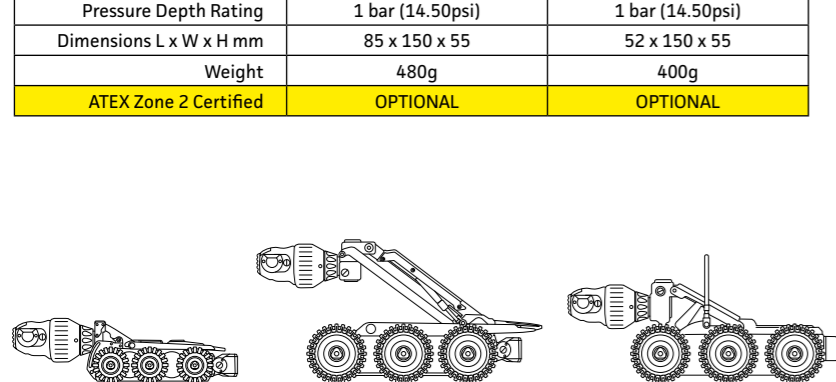 Pressure Depth Rating 1 bar (14.50psi) 1 bar (14.50psi)
Dimensions L x W x H mm 85 x 150 x 55 52 x 150 x 55
Weight 480g 400g
ATEX Zone 2 Certified OPTIONAL OPTIONAL